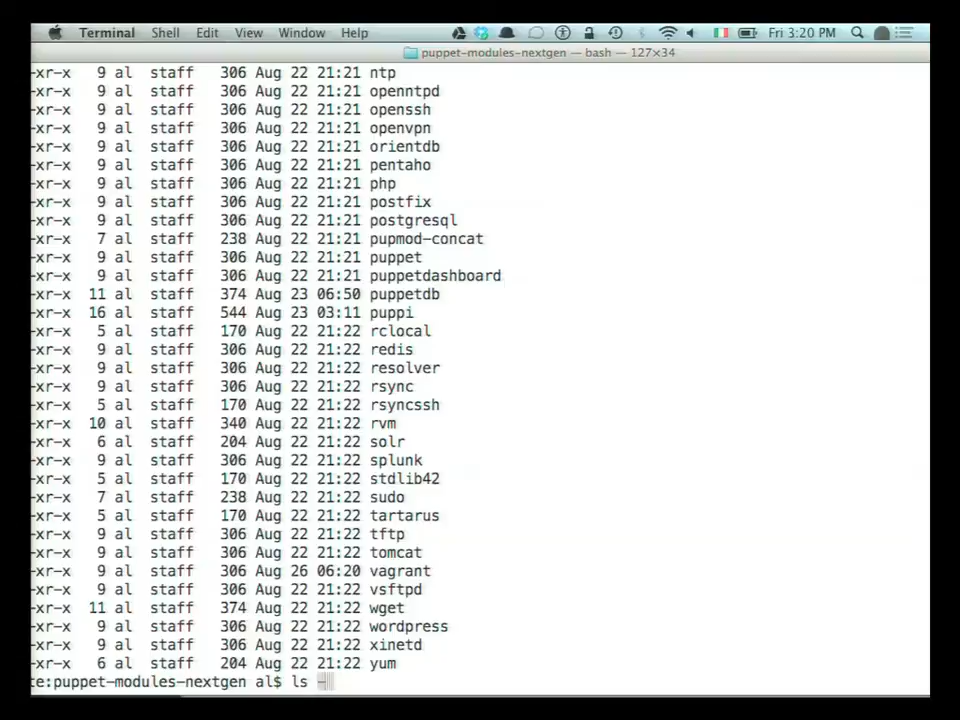 Terminal Shell Edit View Window Help Fri 3:20 PM
puppet-modules-nextgen — bash — 127×34
-xr-x 9 al staff 306 Aug 22 21:21 ntp
-xr-x 9 al staff 306 Aug 22 21:21 openntpd
-xr-x 9 al staff 306 Aug 22 21:21 openssh
-xr-x 9 al staff 306 Aug 22 21:21 openvpn
-xr-x 9 al staff 306 Aug 22 21:21 orientdb
-xr-x 9 al staff 306 Aug 22 21:21 pentaho
-xr-x 9 al staff 306 Aug 22 21:21 php
-xr-x 9 al staff 306 Aug 22 21:21 postfix
-xr-x 9 al staff 306 Aug 22 21:21 postgresql
-xr-x 7 al staff 238 Aug 22 21:21 pupmod-concat
-xr-x 9 al staff 306 Aug 22 21:21 puppet
-xr-x 9 al staff 306 Aug 22 21:21 puppetdashboard
-xr-x 11 al staff 374 Aug 23 06:50 puppetdb
-xr-x 16 al staff 544 Aug 23 03:11 puppi
-xr-x 5 al staff 170 Aug 22 21:22 rclocal
-xr-x 9 al staff 306 Aug 22 21:22 redis
-xr-x 9 al staff 306 Aug 22 21:22 resolver
-xr-x 9 al staff 306 Aug 22 21:22 rsync
-xr-x 5 al staff 170 Aug 22 21:22 rsyncssh
-xr-x 10 al staff 340 Aug 22 21:22 rvm
-xr-x 6 al staff 204 Aug 22 21:22 solr
-xr-x 9 al staff 306 Aug 22 21:22 splunk
-xr-x 5 al staff 170 Aug 22 21:22 stdlib42
-xr-x 7 al staff 238 Aug 22 21:22 sudo
-xr-x 5 al staff 170 Aug 22 21:22 tartarus
-xr-x 9 al staff 306 Aug 22 21:22 tftp
-xr-x 9 al staff 306 Aug 22 21:22 tomcat
-xr-x 9 al staff 306 Aug 26 06:20 vagrant
-xr-x 9 al staff 306 Aug 22 21:22 vsftpd
-xr-x 11 al staff 374 Aug 22 21:22 wget
-xr-x 9 al staff 306 Aug 22 21:22 wordpress
-xr-x 9 al staff 306 Aug 22 21:22 xinetd
-xr-x 6 al staff 204 Aug 22 21:22 yum
te:puppet-modules-nextgen al$ ls -